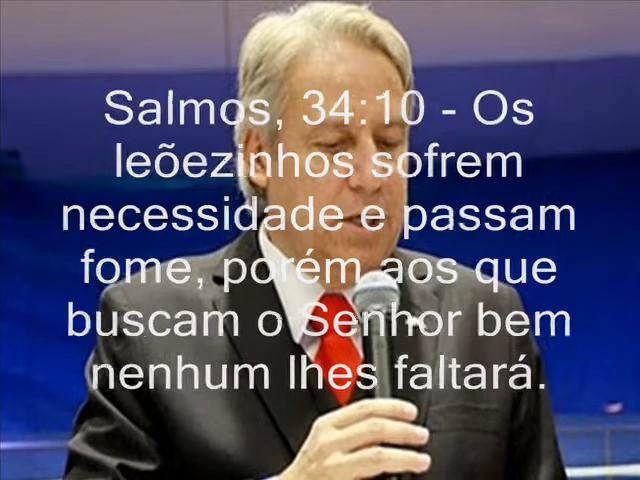 Salmos, 34:10 - Os
leõezinhos sofrem
necessidade e passam
fome, porém aos que
buscam o Senhor bem
nenhum lhes faltará.